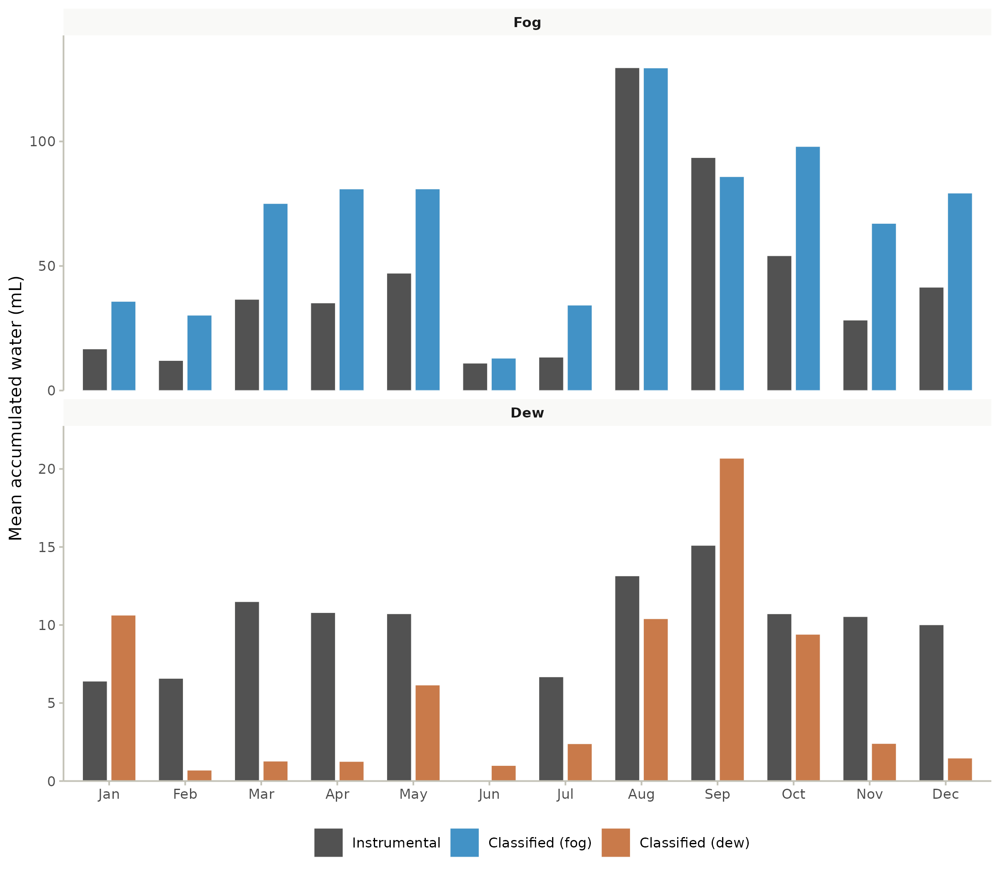 Fog
Mean accumulated water (mL)
100
50
0
Dew
20
15
10
5
0
Jan Feb Mar Apr May Jun Jul Aug Sep Oct Nov Dec
Instrumental Classified (fog) Classified (dew)